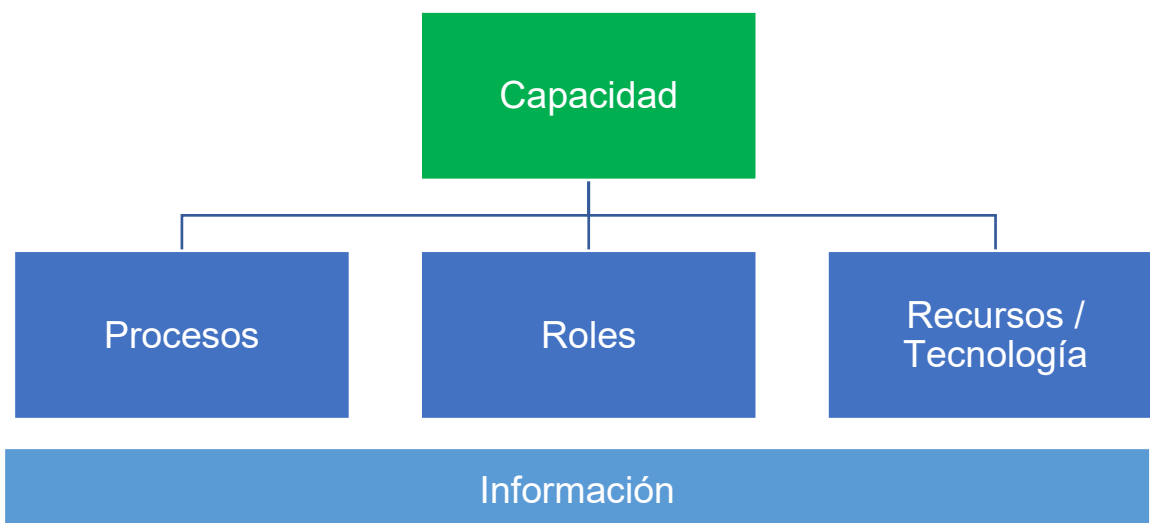 Capacidad
Procesos
Roles
Recursos /
Tecnología
Información